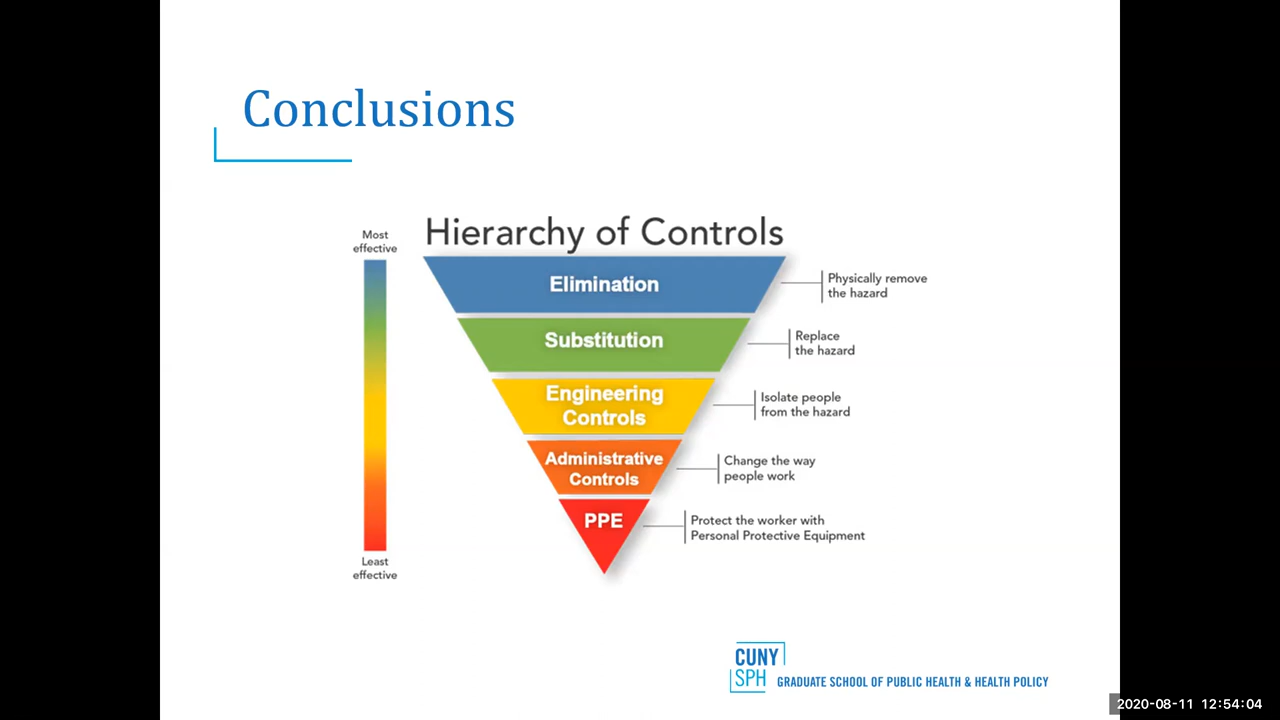 Conclusions
Hierarchy of Controls
Most
effective
Elimination
Physically remove
the hazard
Substitution
Replace
the hazard
Engineering
Controls
Isolate people
from the hazard
Administrative
Controls
Change the way
people work
PPE
Protect the worker with
Personal Protective Equipment
Least
effective
CUNY
SPH GRADUATE SCHOOL OF PUBLIC HEALTH & HEALTH POLICY
2020-08-11 12:54:04